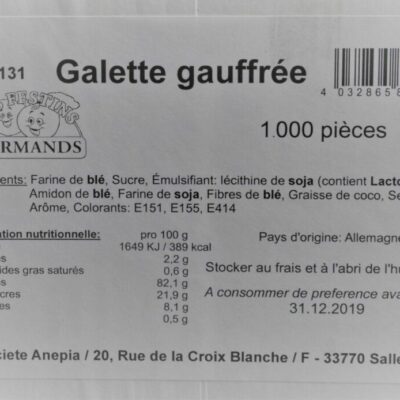 131 Galette gauffrée
4 032865 8
FESTINS
RMANDS
1.000 pièces
ents: Farine de blé, Sucre, Émulsifiant: lécithine de soja (contient Lacto
Amidon de blé, Farine de soja, Fibres de blé, Graisse de coco, Se
Arôme, Colorants: E151, E155, E414
ation nutritionnelle: pro 100 g
1649 KJ / 389 kcal
s 2,2 g
ides gras saturés 0,6 g
s 82,1 g
cres 21,9 g
s 8,1 g
0,5 g
Pays d'origine: Allemagne
Stocker au frais et à l'abri de l'hu
A consommer de preference ava
31.12.2019
ciete Anepia / 20, Rue de la Croix Blanche / F - 33770 Salle